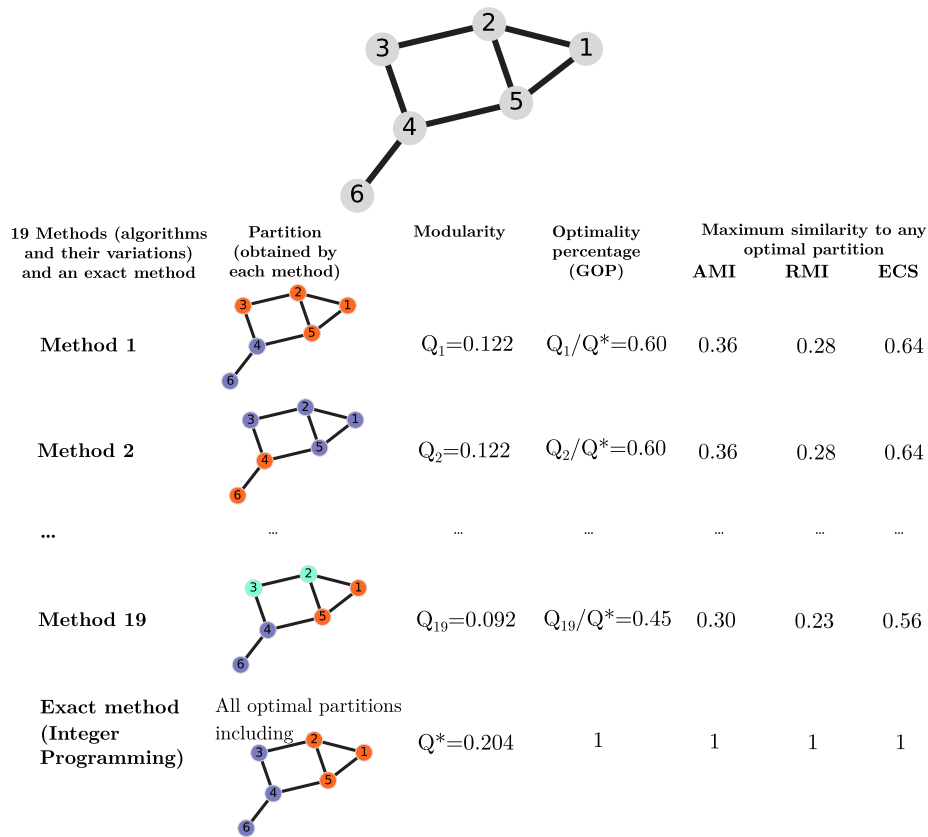 2
3
1
5
4
6
19 Methods (algorithms and their variations) and an exact method
Partition (obtained by each method)
Modularity
Optimality percentage (GOP)
Maximum similarity to any optimal partition
AMI RMI ECS
3 2 1 5 4 6
Method 1 Q₁=0.122 Q₁/Q*=0.60 0.36 0.28 0.64
3 2 1 5 4 6
Method 2 Q₂=0.122 Q₂/Q*=0.60 0.36 0.28 0.64
... ... ... ... ... ... ...
3 2 1 5 4 6
Method 19 Q₁₉=0.092 Q₁₉/Q*=0.45 0.30 0.23 0.56
Exact method (Integer Programming)
All optimal partitions including
3 2 1 5 4 6
Q*=0.204 1 1 1 1